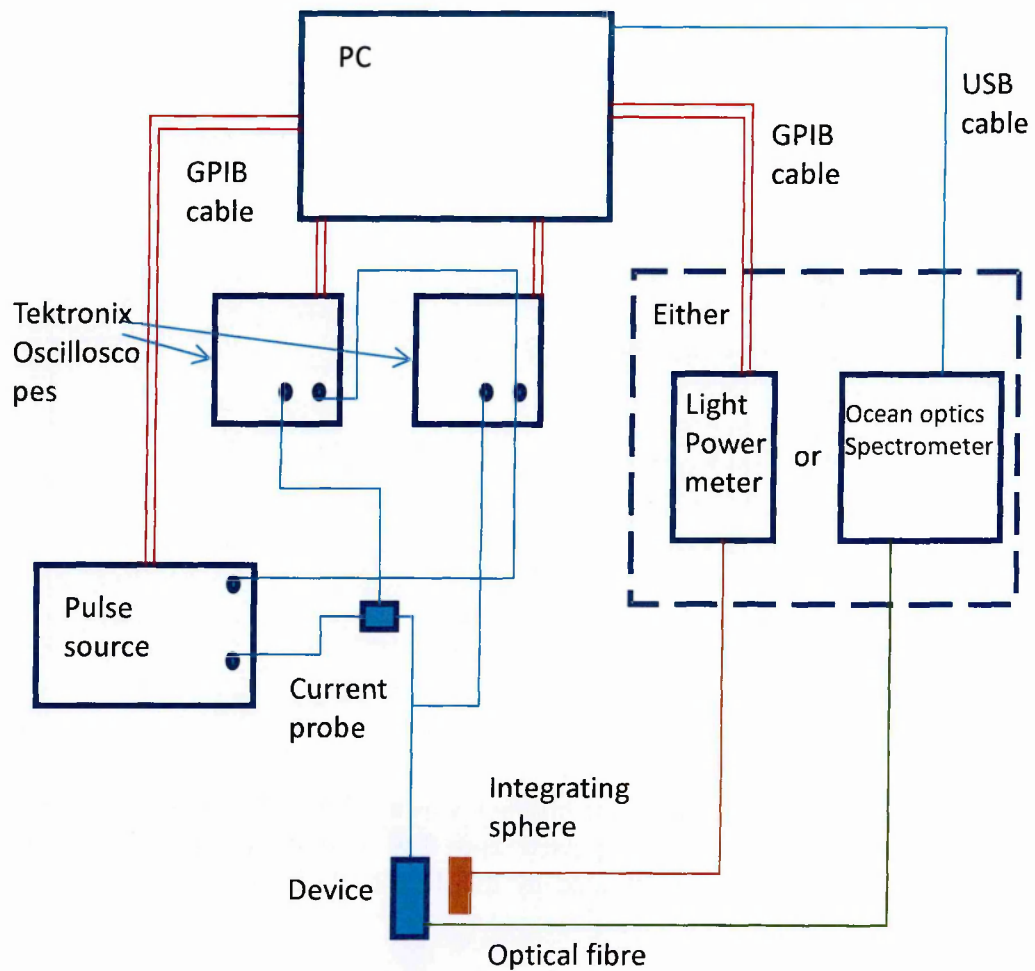 PC
USB
cable
GPIB
cable
GPIB
cable
Tektronix
Oscillosco
pes
Either
Light
Power
meter
or
Ocean optics
Spectrometer
Pulse
source
Current
probe
Integrating
sphere
Device
Optical fibre